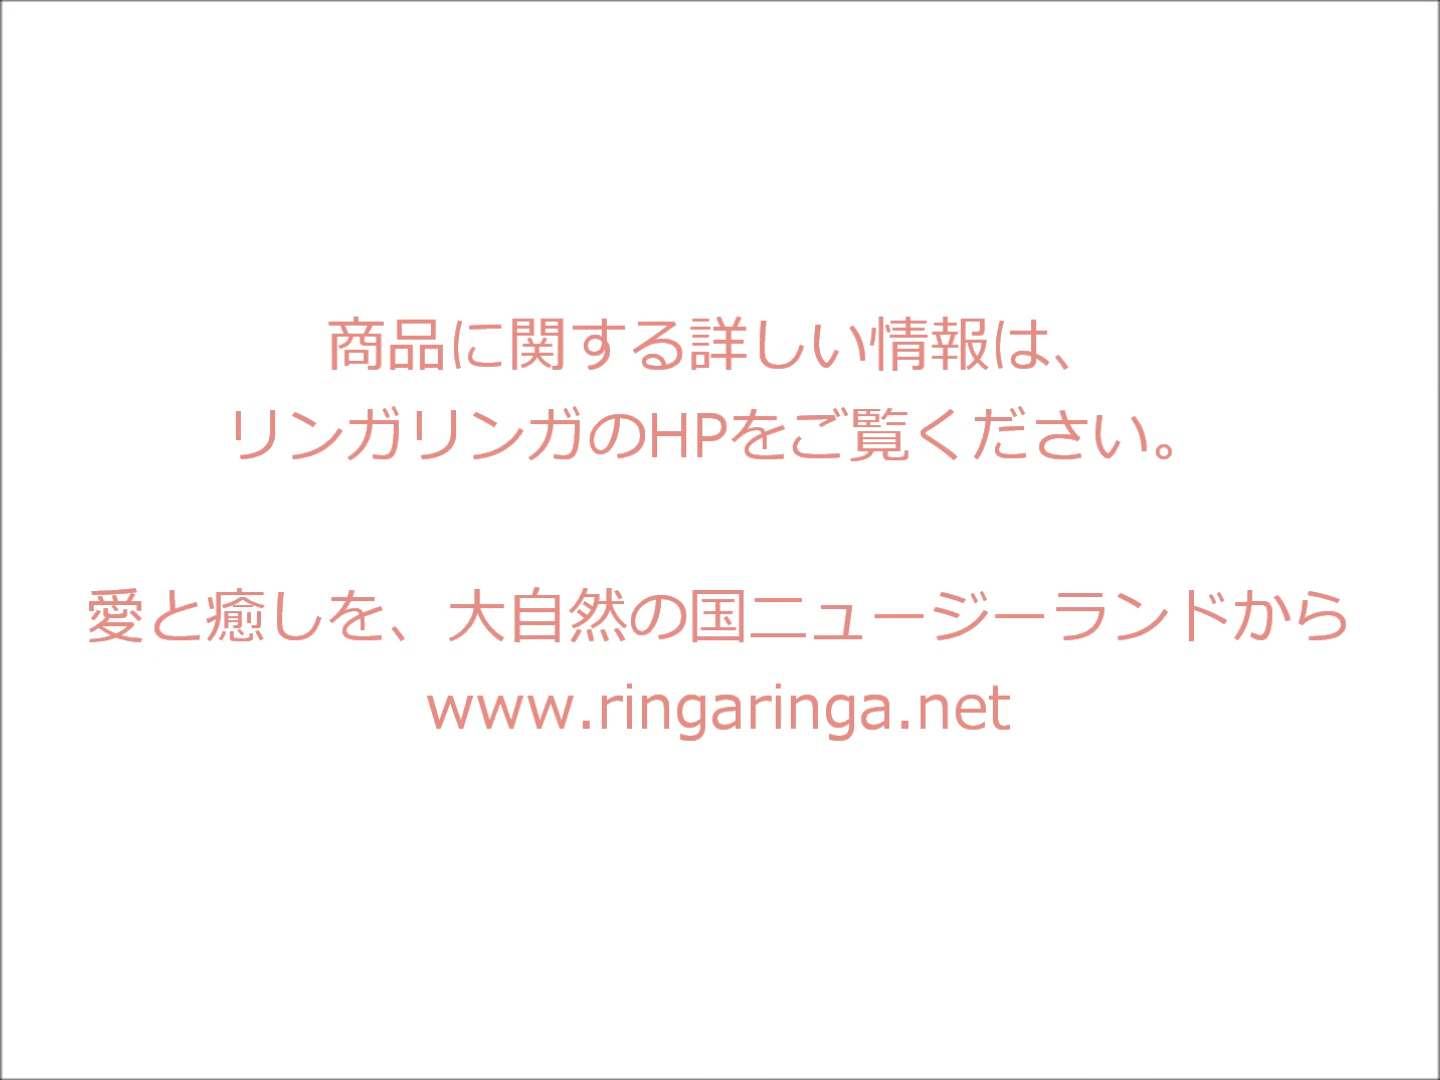 商品に関する詳しい情報は、
リンガリンガのHPをご覧ください。
愛と癒しを、大自然の国ニュージーランドから
www.ringaringa.net